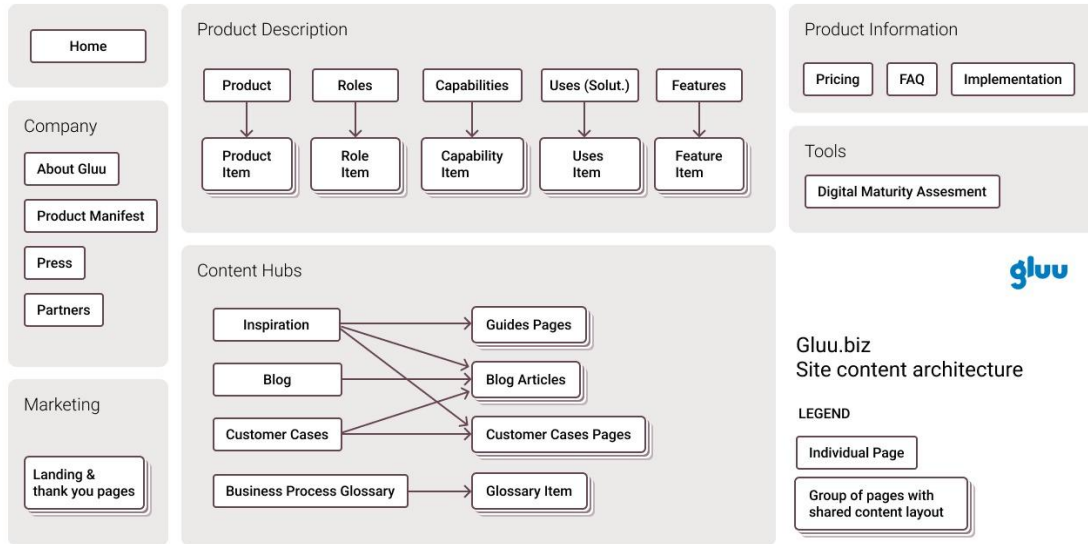 Home
Company
About Gluu
Product Manifest
Press
Partners
Marketing
Landing &
thank you pages
Product Description
Product
Roles
Capabilities
Uses (Solut.)
Features
Product
Item
Role
Item
Capability
Item
Uses
Item
Feature
Item
Content Hubs
Inspiration
Guides Pages
Blog
Blog Articles
Customer Cases
Customer Cases Pages
Business Process Glossary
Glossary Item
Product Information
Pricing
FAQ
Implementation
Tools
Digital Maturity Assesment
gluu
Gluu.biz
Site content architecture
LEGEND
Individual Page
Group of pages with
shared content layout